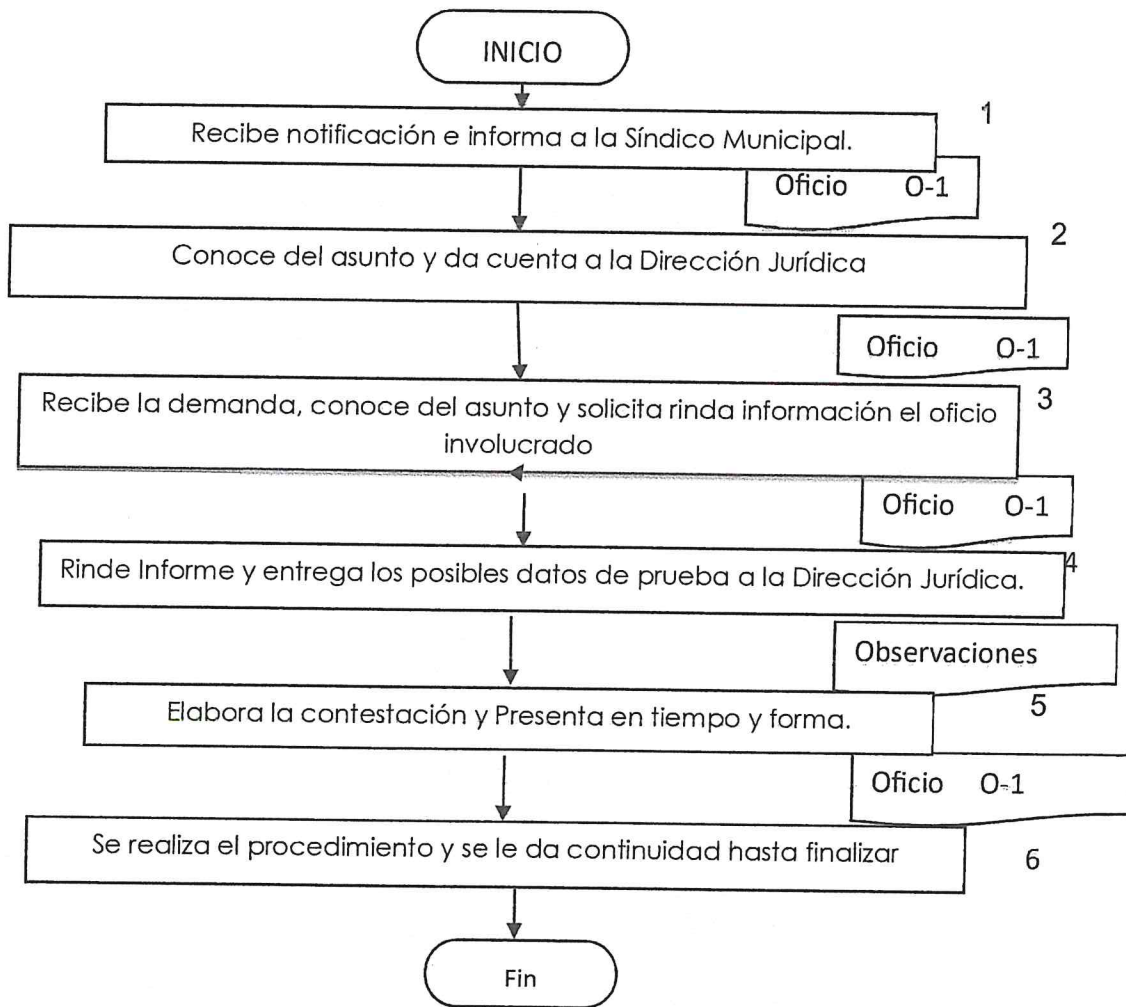 INICIO
1
Recibe notificación e informa a la Síndico Municipal.
Oficio O-1
2
Conoce del asunto y da cuenta a la Dirección Jurídica
Oficio O-1
3
Recibe la demanda, conoce del asunto y solicita rinda información el oficio
involucrado
Oficio O-1
4
Rinde Informe y entrega los posibles datos de prueba a la Dirección Jurídica.
Observaciones
5
Elabora la contestación y Presenta en tiempo y forma.
Oficio O-1
Se realiza el procedimiento y se le da continuidad hasta finalizar
6
Fin